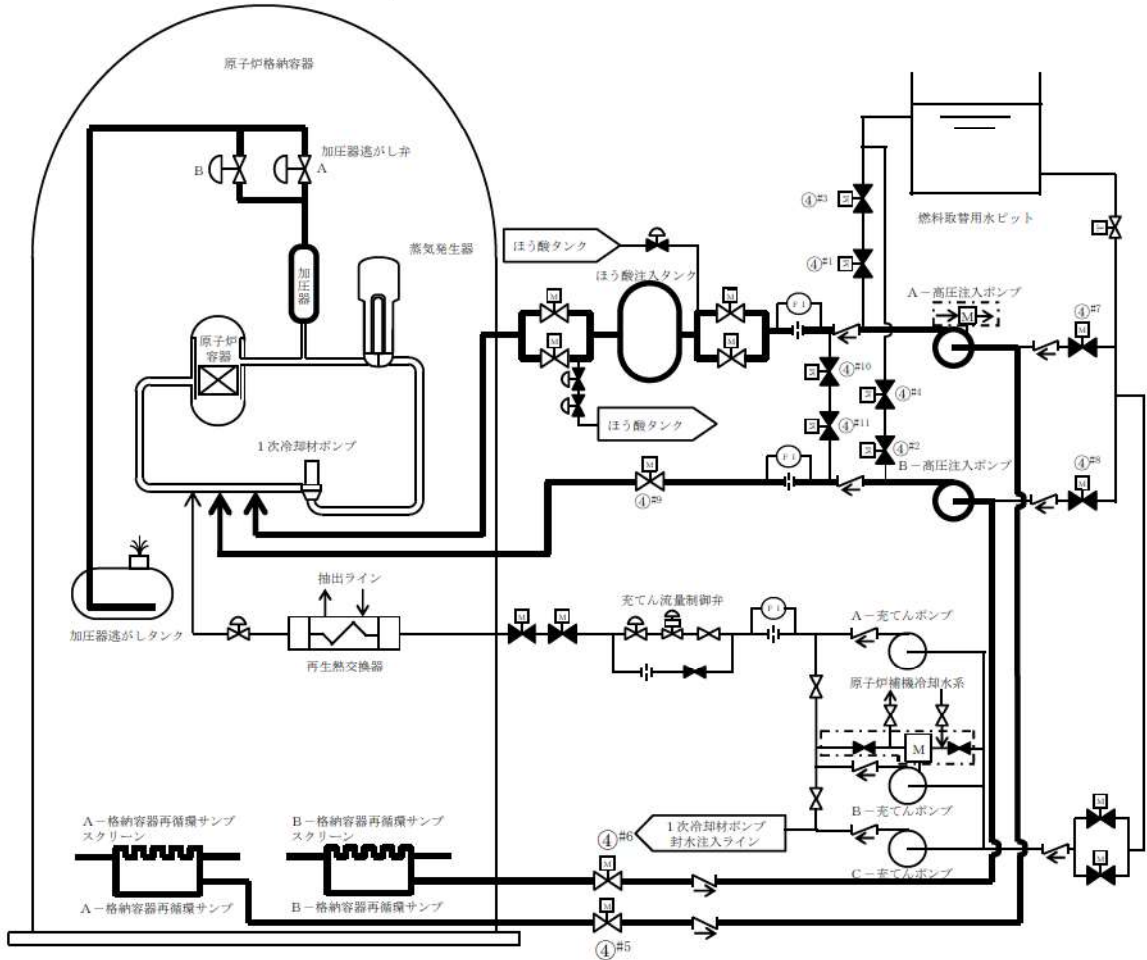 原子炉格納容器
加圧器逃がし弁
B
A
④#3
燃料取替用水ピット
蒸気発生器
ほう酸タンク
④#1
加圧器
ほう酸注入タンク
A－高圧注入ポンプ
M
M
F I
M
④#7
M
原子炉
容器
M
M
④#10
④#4
ほう酸タンク
④#11
④#2
1次冷却材ポンプ
F I
B－高圧注入ポンプ
④#8
M
M
④#9
抽出ライン
充てん流量制御弁
F I
A－充てんポンプ
加圧器逃がしタンク
M
M
再生熱交換器
原子炉補機冷却水系
M
B－充てんポンプ
M
A－格納容器再循環サンプ
スクリーン
B－格納容器再循環サンプ
スクリーン
④#6
M
1次冷却材ポンプ
封水注入ライン
C－充てんポンプ
M
A－格納容器再循環サンプ
B－格納容器再循環サンプ
M
④#5